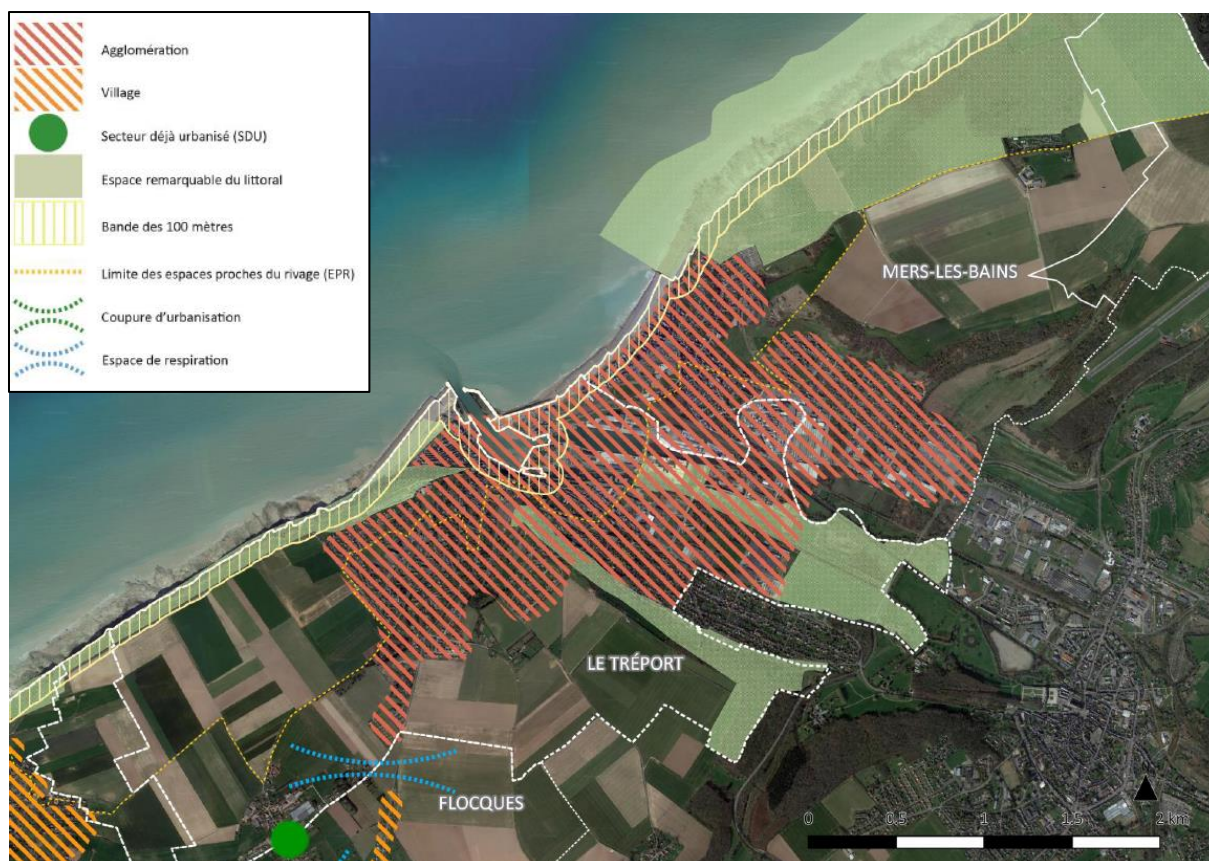 Agglomération
Village
Secteur déjà urbanisé (SDU)
Espace remarquable du littoral
Bande des 100 mètres
Limite des espaces proches du rivage (EPR)
Coupure d'urbanisation
Espace de respiration
MERS-LES-BAINS
LE TRÉPORT
FLOCQUES
0 0.5 1 1.5 2 km